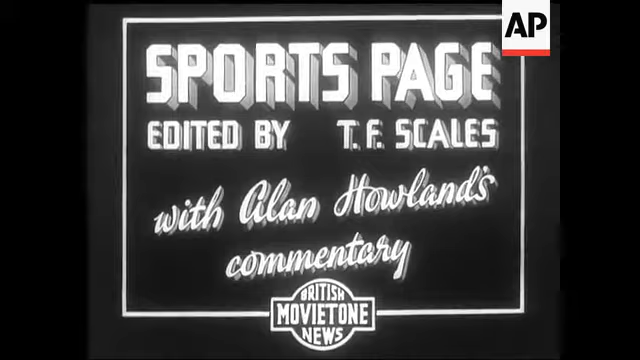 AP
SPORTS PAGE
EDITED BY T. F. SCALES
with Alan Howland's
commentary
BRITISH
MOVIETONE
NEWS